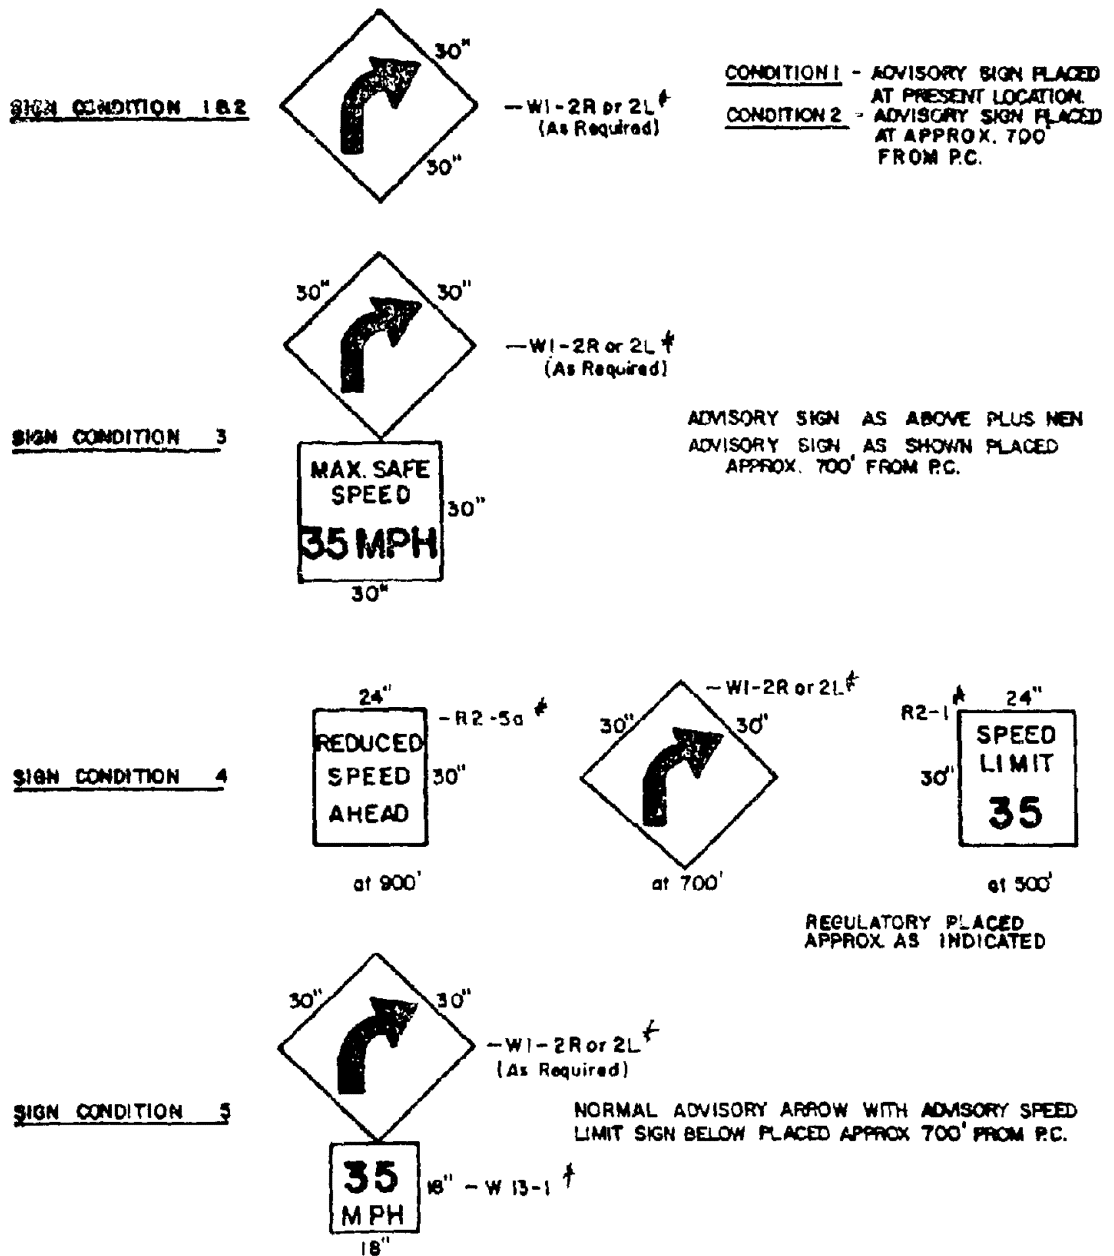 SIGN CONDITION 1&2
30"
30"
—W1-2R or 2L*
(As Required)
CONDITION 1 - ADVISORY SIGN PLACED
AT PRESENT LOCATION.
CONDITION 2 - ADVISORY SIGN PLACED
AT APPROX. 700'
FROM P.C.
SIGN CONDITION 3
30" 30"
—W1-2R or 2L*
(As Required)
MAX. SAFE
SPEED
35 MPH
30"
30"
ADVISORY SIGN AS ABOVE PLUS NEN
ADVISORY SIGN AS SHOWN PLACED
APPROX. 700' FROM P.C.
SIGN CONDITION 4
24"
—R2-5a*
REDUCED
SPEED
AHEAD
30"
at 900'
—W1-2R or 2L*
30" 30"
at 700'
R2-1*
24"
30"
SPEED
LIMIT
35
at 500'
REGULATORY PLACED
APPROX. AS INDICATED
SIGN CONDITION 5
30" 30"
—W1-2R or 2L*
(As Required)
NORMAL ADVISORY ARROW WITH ADVISORY SPEED
LIMIT SIGN BELOW PLACED APPROX 700' FROM P.C.
35
MPH
18" - W 13-1*
18"